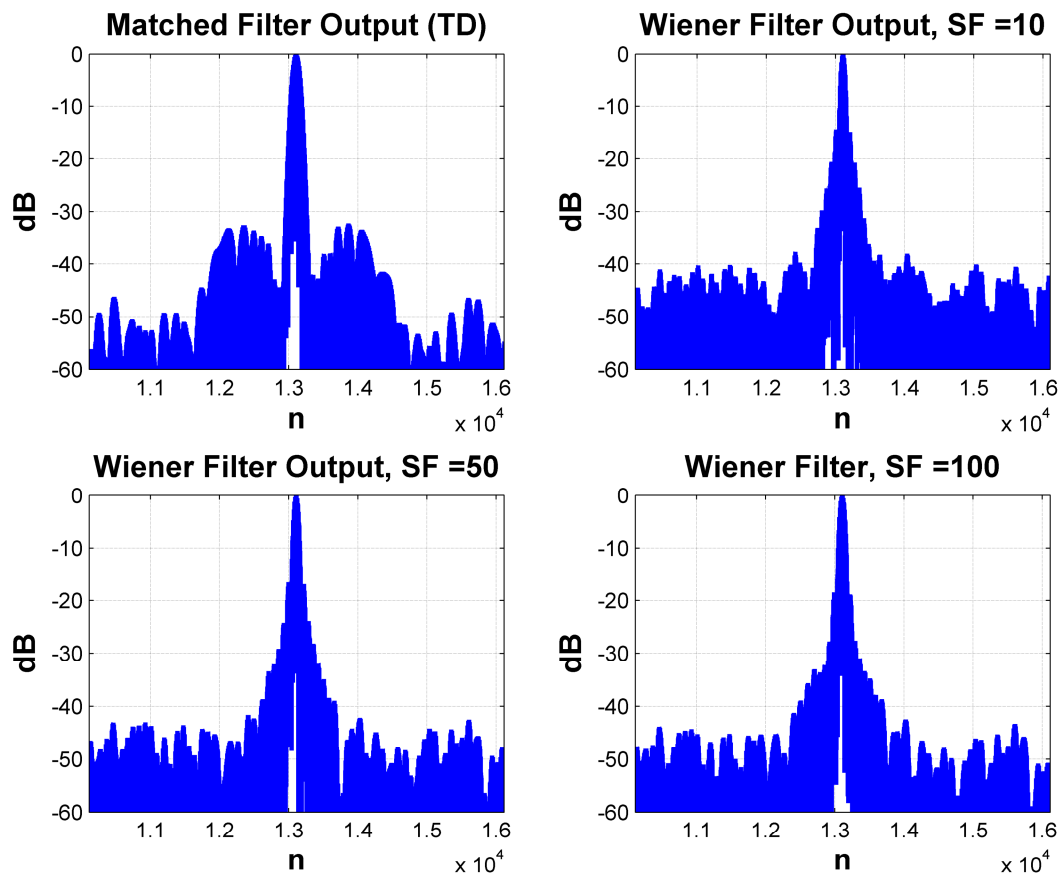 Matched Filter Output (TD)
0
-10
-20
-30
-40
-50
-60
dB
1.1 1.2 1.3 1.4 1.5 1.6
n
x 10^4
Wiener Filter Output, SF =10
0
-10
-20
-30
-40
-50
-60
dB
1.1 1.2 1.3 1.4 1.5 1.6
n
x 10^4
Wiener Filter Output, SF =50
0
-10
-20
-30
-40
-50
-60
dB
1.1 1.2 1.3 1.4 1.5 1.6
n
x 10^4
Wiener Filter, SF =100
0
-10
-20
-30
-40
-50
-60
dB
1.1 1.2 1.3 1.4 1.5 1.6
n
x 10^4